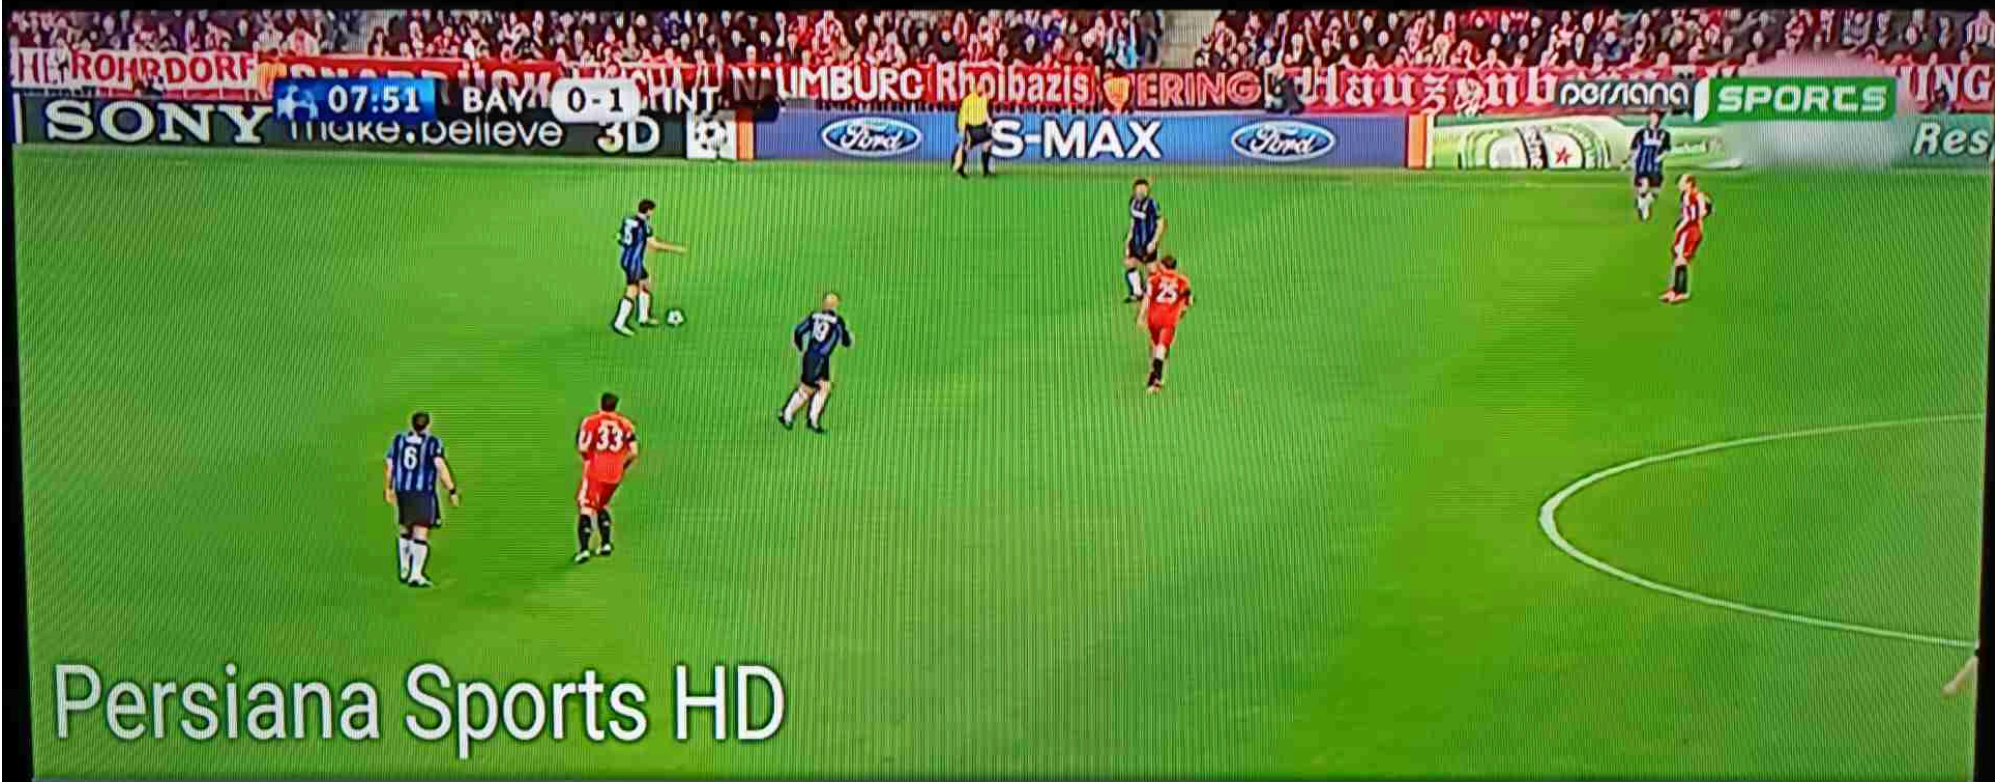 ROHRDORF
UMBURG
ERING
07:51 BAY 0-1 INT
persiana SPORTS
SONY make.believe 3D
Ford S-MAX Ford
Res
25
19
33
6
Persiana Sports HD